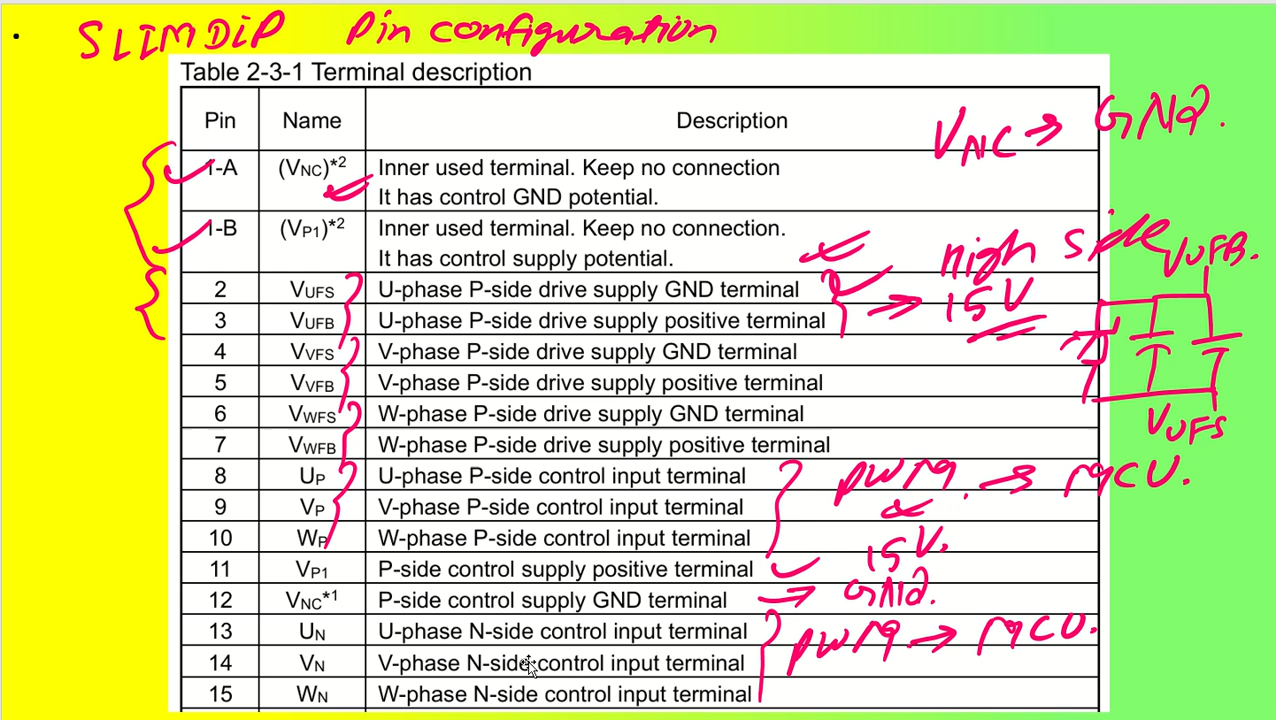 SLIMDIP Pin configuration
Table 2-3-1 Terminal description
Pin Name Description
VNC → GND.
1-A (VNC)*2 Inner used terminal. Keep no connection
It has control GND potential.
1-B (VP1)*2 Inner used terminal. Keep no connection.
It has control supply potential.
High side
VUFB.
2 VUFS U-phase P-side drive supply GND terminal
→ 15V
3 VUFB U-phase P-side drive supply positive terminal
4 VVFS V-phase P-side drive supply GND terminal
5 VVFB V-phase P-side drive supply positive terminal
6 VWFS W-phase P-side drive supply GND terminal
VUFS
7 VWFB W-phase P-side drive supply positive terminal
8 UP U-phase P-side control input terminal
PWM. → MCU.
9 VP V-phase P-side control input terminal
10 WP W-phase P-side control input terminal
15V.
11 VP1 P-side control supply positive terminal
12 VNC*1 P-side control supply GND terminal
→ GND.
13 UN U-phase N-side control input terminal
PWM → MCU.
14 VN V-phase N-side control input terminal
15 WN W-phase N-side control input terminal